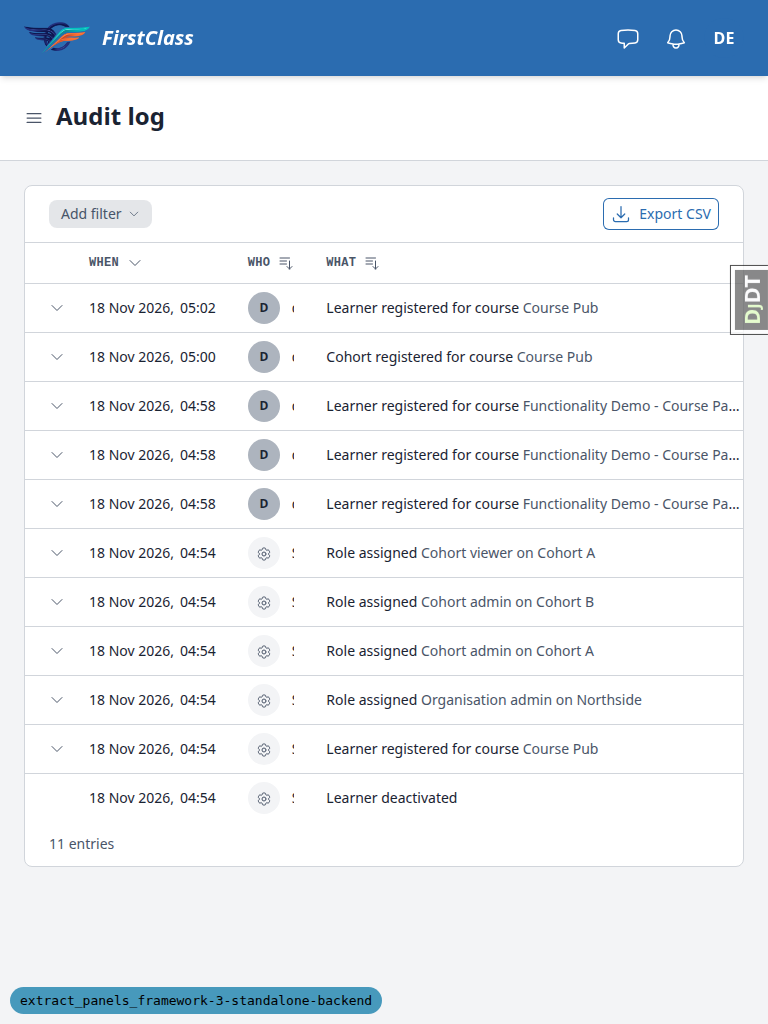 FirstClass
DE
Audit log
Add filter
Export CSV
WHEN WHO WHAT
DJDT
18 Nov 2026, 05:02 D Learner registered for course Course Pub
18 Nov 2026, 05:00 D Cohort registered for course Course Pub
18 Nov 2026, 04:58 D Learner registered for course Functionality Demo - Course Pa...
18 Nov 2026, 04:58 D Learner registered for course Functionality Demo - Course Pa...
18 Nov 2026, 04:58 D Learner registered for course Functionality Demo - Course Pa...
18 Nov 2026, 04:54 Role assigned Cohort viewer on Cohort A
18 Nov 2026, 04:54 Role assigned Cohort admin on Cohort B
18 Nov 2026, 04:54 Role assigned Cohort admin on Cohort A
18 Nov 2026, 04:54 Role assigned Organisation admin on Northside
18 Nov 2026, 04:54 Learner registered for course Course Pub
18 Nov 2026, 04:54 Learner deactivated
11 entries
extract_panels_framework-3-standalone-backend